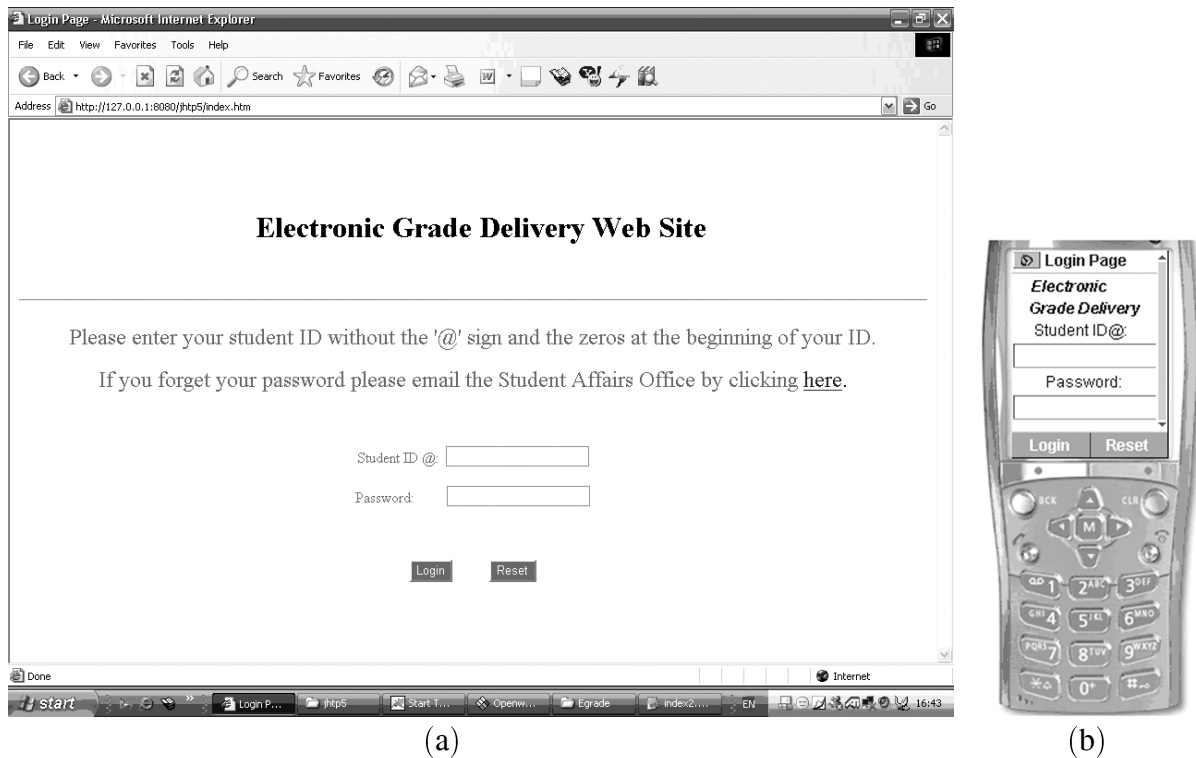 Login Page - Microsoft Internet Explorer
File Edit View Favorites Tools Help
Back Search Favorites
Address http://127.0.0.1:8080/jhtp5/index.htm Go
Electronic Grade Delivery Web Site
Please enter your student ID without the '@' sign and the zeros at the beginning of your ID.
If you forget your password please email the Student Affairs Office by clicking here.
Student ID @:
Password:
Login Reset
Done Internet
start Login P... jhtp5 Start T... Openw... Egrade index2.... EN 16:43
(a)
Login Page
Electronic
Grade Delivery
Student ID@:
Password:
Login Reset
BCK CLR
M
1 2ABC 3DEF
GHI4 5JKL 6MNO
PQRS7 8TUV 9WXYZ
* 0+ #
(b)